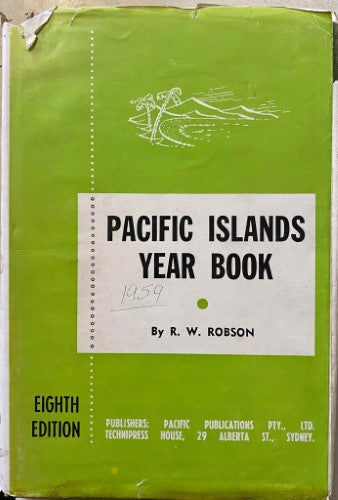 PACIFIC ISLANDS
YEAR BOOK
1959
By R. W. ROBSON
EIGHTH
EDITION
PUBLISHERS: PACIFIC PUBLICATIONS PTY., LTD.
TECHNIPRESS HOUSE, 29 ALBERTA ST., SYDNEY.